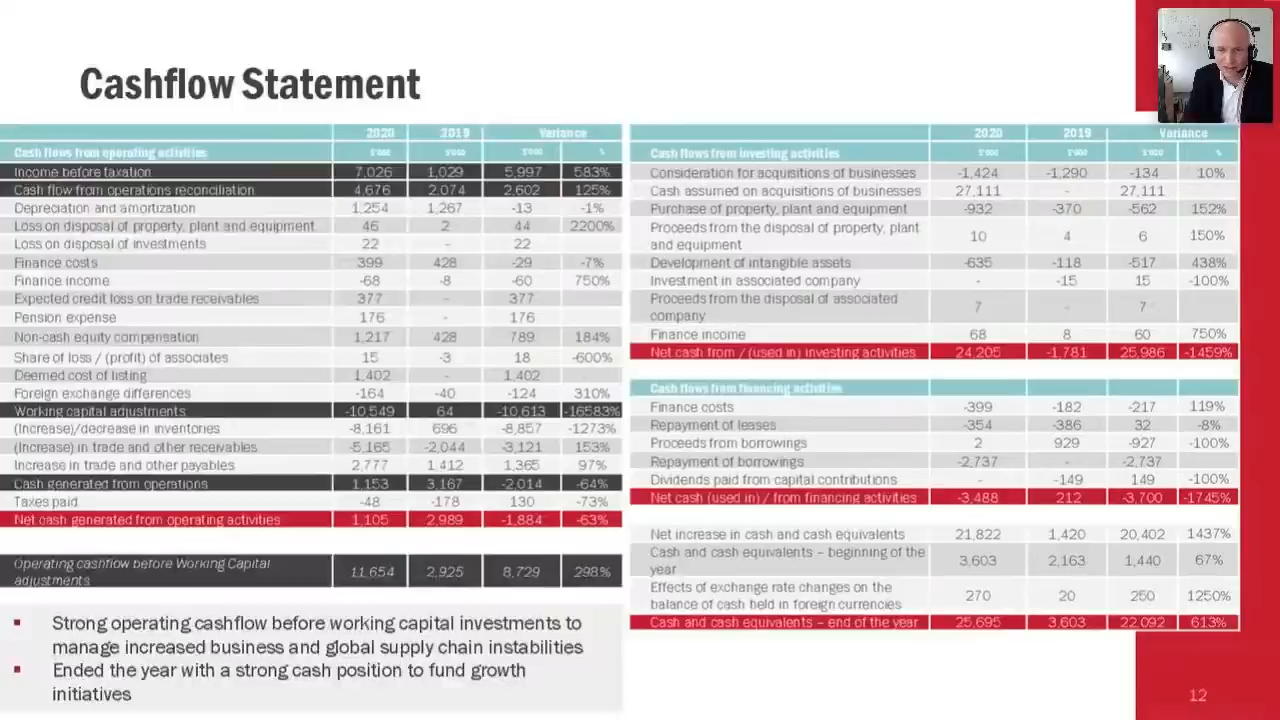 Cashflow Statement
2020 2019 Variance
Cash flows from operating activities $'000 $'000 $'000 %
Income before taxation 7,026 1,029 5,997 583%
Cash flow from operations reconciliation 4,676 2,074 2,602 125%
Depreciation and amortization 1,254 1,267 -13 -1%
Loss on disposal of property, plant and equipment 46 2 44 2200%
Loss on disposal of investments 22 - 22
Finance costs 399 428 -29 -7%
Finance income -68 -8 -60 750%
Expected credit loss on trade receivables 377 - 377
Pension expense 176 - 176
Non-cash equity compensation 1,217 428 789 184%
Share of loss / (profit) of associates 15 -3 18 -600%
Deemed cost of listing 1,402 - 1,402
Foreign exchange differences -164 -40 -124 310%
Working capital adjustments -10,549 64 -10,613 -16583%
(Increase)/decrease in inventories -8,161 696 -8,857 -1273%
(Increase) in trade and other receivables -5,165 -2,044 -3,121 153%
Increase in trade and other payables 2,777 1,412 1,365 97%
Cash generated from operations 1,153 3,167 -2,014 -64%
Taxes paid -48 -178 130 -73%
Net cash generated from operating activities 1,105 2,989 -1,884 -63%
Operating cashflow before Working Capital
adjustments 11,654 2,925 8,729 298%
▪ Strong operating cashflow before working capital investments to
manage increased business and global supply chain instabilities
▪ Ended the year with a strong cash position to fund growth
initiatives
2020 2019 Variance
Cash flows from investing activities $'000 $'000 $'000 %
Consideration for acquisitions of businesses -1,424 -1,290 -134 10%
Cash assumed on acquisitions of businesses 27,111 - 27,111
Purchase of property, plant and equipment -932 -370 -562 152%
Proceeds from the disposal of property, plant
and equipment 10 4 6 150%
Development of intangible assets -635 -118 -517 438%
Investment in associated company - -15 15 -100%
Proceeds from the disposal of associated
company 7 - 7
Finance income 68 8 60 750%
Net cash from / (used in) investing activities 24,205 -1,781 25,986 -1459%
Cash flows from financing activities
Finance costs -399 -182 -217 119%
Repayment of leases -354 -386 32 -8%
Proceeds from borrowings 2 929 -927 -100%
Repayment of borrowings -2,737 - -2,737
Dividends paid from capital contributions - -149 149 -100%
Net cash (used in) / from financing activities -3,488 212 -3,700 -1745%
Net increase in cash and cash equivalents 21,822 1,420 20,402 1437%
Cash and cash equivalents – beginning of the
year 3,603 2,163 1,440 67%
Effects of exchange rate changes on the
balance of cash held in foreign currencies 270 20 250 1250%
Cash and cash equivalents – end of the year 25,695 3,603 22,092 613%
12